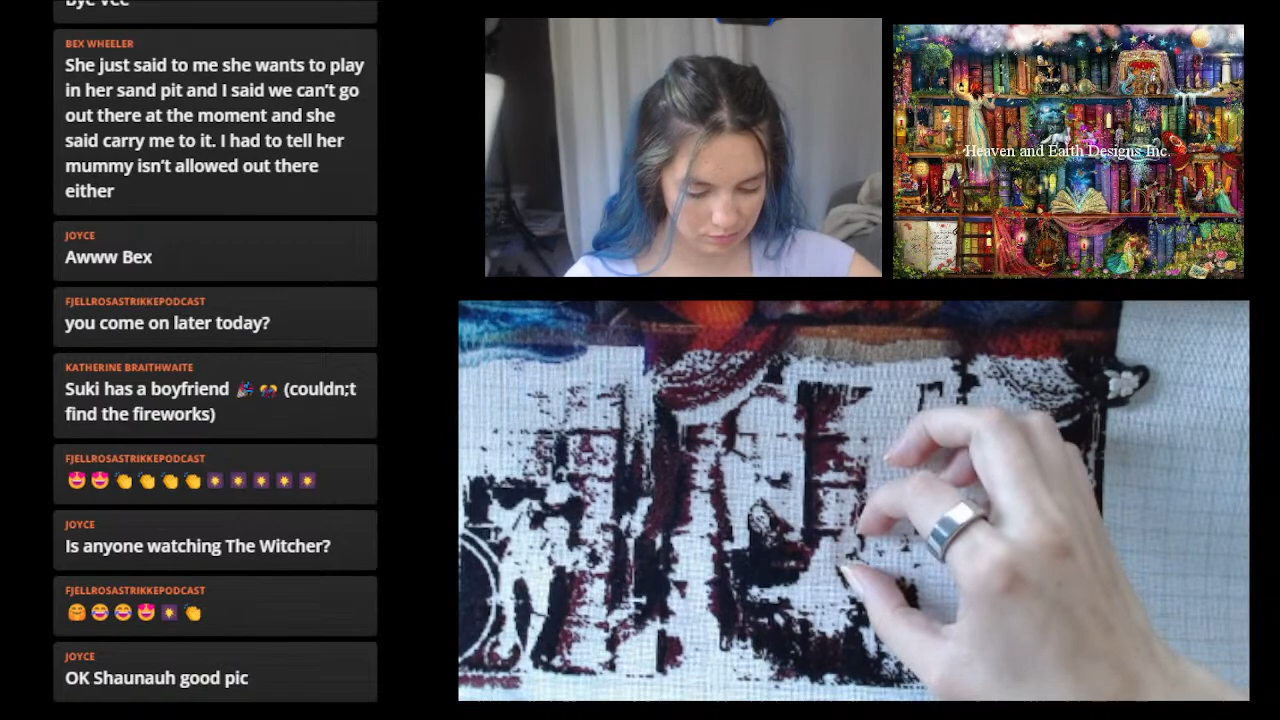 Bye Vee
BEX WHEELER
She just said to me she wants to play
in her sand pit and I said we can't go
out there at the moment and she
said carry me to it. I had to tell her
mummy isn't allowed out there
either
JOYCE
Awww Bex
FJELLROSASTRIKKEPODCAST
you come on later today?
KATHERINE BRAITHWAITE
Suki has a boyfriend 🎉 🎊 (couldn;t
find the fireworks)
FJELLROSASTRIKKEPODCAST
😍 😍 👏 👏 👏 👏 💥 💥 💥 💥 💥
JOYCE
Is anyone watching The Witcher?
FJELLROSASTRIKKEPODCAST
🤗 😂 😂 😍 💥 👏
JOYCE
OK Shaunauh good pic
Heaven and Earth Designs Inc